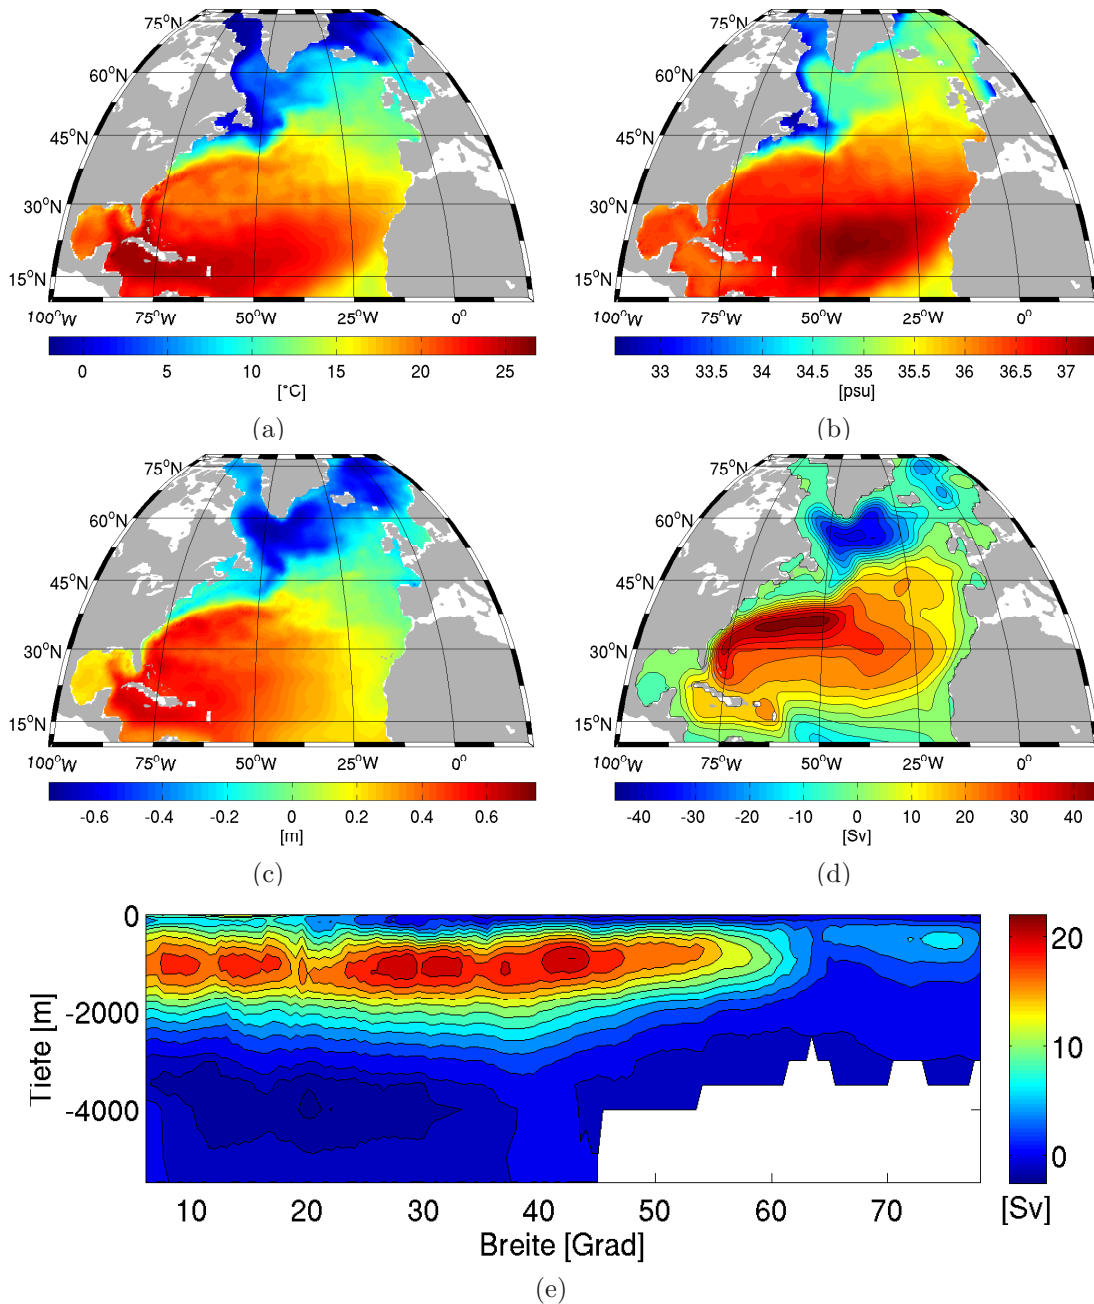 75°N
60°N
45°N
30°N
15°N
100°W 75°W 50°W 25°W 0°
0 5 10 15 20 25
[°C]
(a)
75°N
60°N
45°N
30°N
15°N
100°W 75°W 50°W 25°W 0°
33 33.5 34 34.5 35 35.5 36 36.5 37
[psu]
(b)
75°N
60°N
45°N
30°N
15°N
100°W 75°W 50°W 25°W 0°
-0.6 -0.4 -0.2 0 0.2 0.4 0.6
[m]
(c)
75°N
60°N
45°N
30°N
15°N
100°W 75°W 50°W 25°W 0°
-40 -30 -20 -10 0 10 20 30 40
[Sv]
(d)
Tiefe [m]
0
-2000
-4000
10 20 30 40 50 60 70
Breite [Grad]
20
10
0
[Sv]
(e)